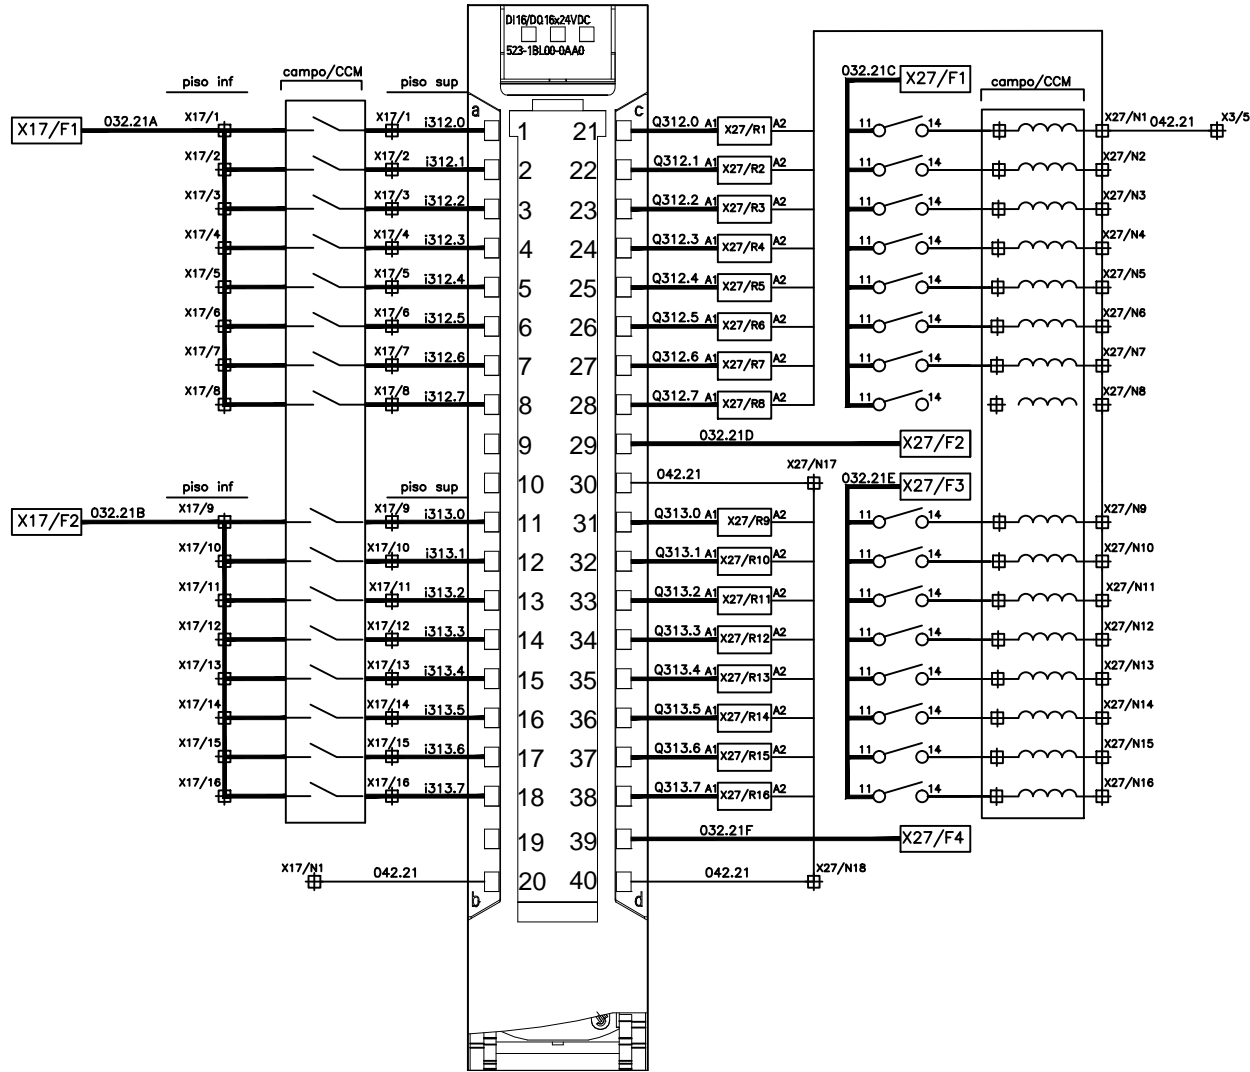 DI16/DQ16x24VDC
523-1BL00-0AA0
piso inf
campo/CCM
piso sup
a
c
032.21C
X27/F1
campo/CCM
X17/F1
032.21A
X17/1
X17/1
i312.0
1
21
Q312.0
A1
X27/R1
A2
11
14
X27/N1
042.21
X3/5
X17/2
X17/2
i312.1
2
22
Q312.1
A1
X27/R2
A2
11
14
X27/N2
X17/3
X17/3
i312.2
3
23
Q312.2
A1
X27/R3
A2
11
14
X27/N3
X17/4
X17/4
i312.3
4
24
Q312.3
A1
X27/R4
A2
11
14
X27/N4
X17/5
X17/5
i312.4
5
25
Q312.4
A1
X27/R5
A2
11
14
X27/N5
X17/6
X17/6
i312.5
6
26
Q312.5
A1
X27/R6
A2
11
14
X27/N6
X17/7
X17/7
i312.6
7
27
Q312.6
A1
X27/R7
A2
11
14
X27/N7
X17/8
X17/8
i312.7
8
28
Q312.7
A1
X27/R8
A2
11
14
X27/N8
9
29
032.21D
X27/F2
10
30
042.21
X27/N17
piso inf
piso sup
032.21E
X27/F3
X17/F2
032.21B
X17/9
X17/9
i313.0
11
31
Q313.0
A1
X27/R9
A2
11
14
X27/N9
X17/10
X17/10
i313.1
12
32
Q313.1
A1
X27/R10
A2
11
14
X27/N10
X17/11
X17/11
i313.2
13
33
Q313.2
A1
X27/R11
A2
11
14
X27/N11
X17/12
X17/12
i313.3
14
34
Q313.3
A1
X27/R12
A2
11
14
X27/N12
X17/13
X17/13
i313.4
15
35
Q313.4
A1
X27/R13
A2
11
14
X27/N13
X17/14
X17/14
i313.5
16
36
Q313.5
A1
X27/R14
A2
11
14
X27/N14
X17/15
X17/15
i313.6
17
37
Q313.6
A1
X27/R15
A2
11
14
X27/N15
X17/16
X17/16
i313.7
18
38
Q313.7
A1
X27/R16
A2
11
14
X27/N16
19
39
032.21F
X27/F4
X17/N1
042.21
20
40
042.21
X27/N18
b
d